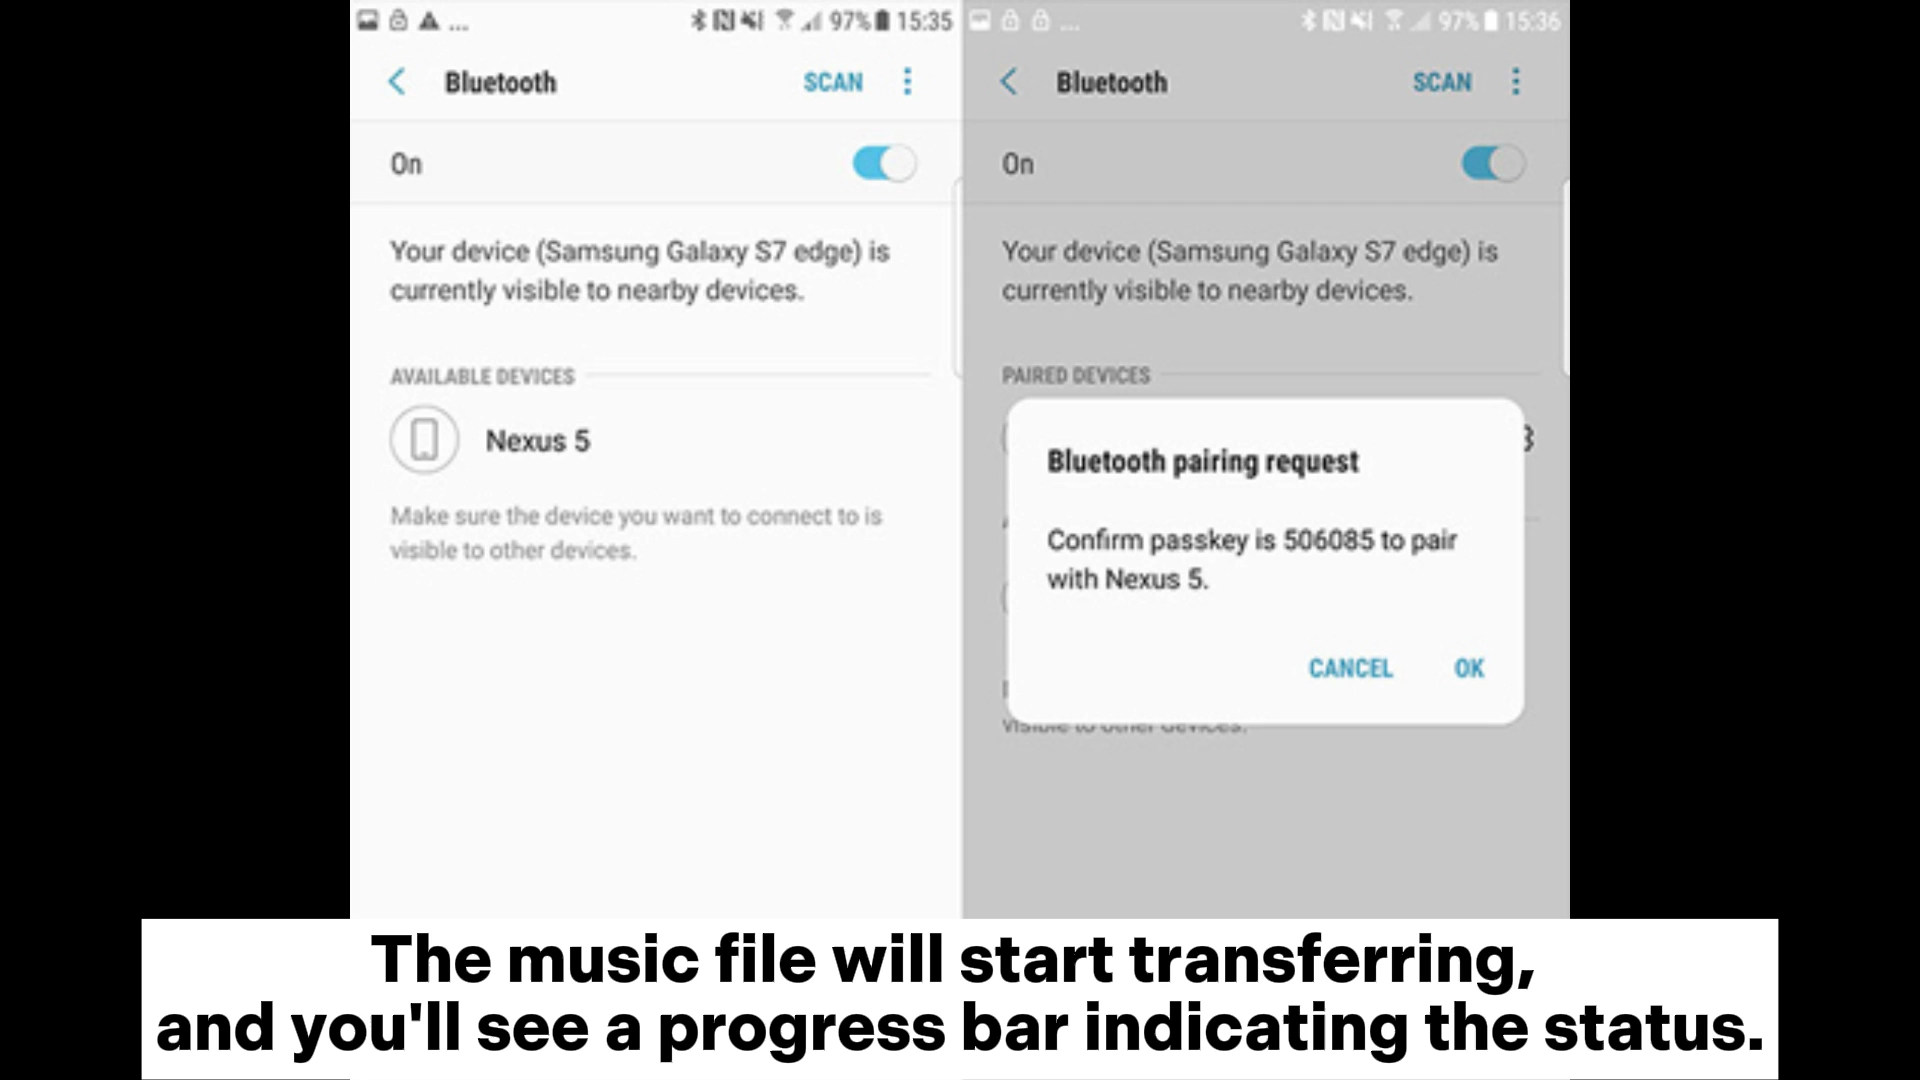 ... 97% 15:35
Bluetooth SCAN
On
Your device (Samsung Galaxy S7 edge) is
currently visible to nearby devices.
AVAILABLE DEVICES
Nexus 5
Make sure the device you want to connect to is
visible to other devices.
... 97% 15:36
Bluetooth SCAN
On
Your device (Samsung Galaxy S7 edge) is
currently visible to nearby devices.
PAIRED DEVICES
Bluetooth pairing request
Confirm passkey is 506085 to pair
with Nexus 5.
CANCEL OK
visible to other devices.
The music file will start transferring,
and you'll see a progress bar indicating the status.